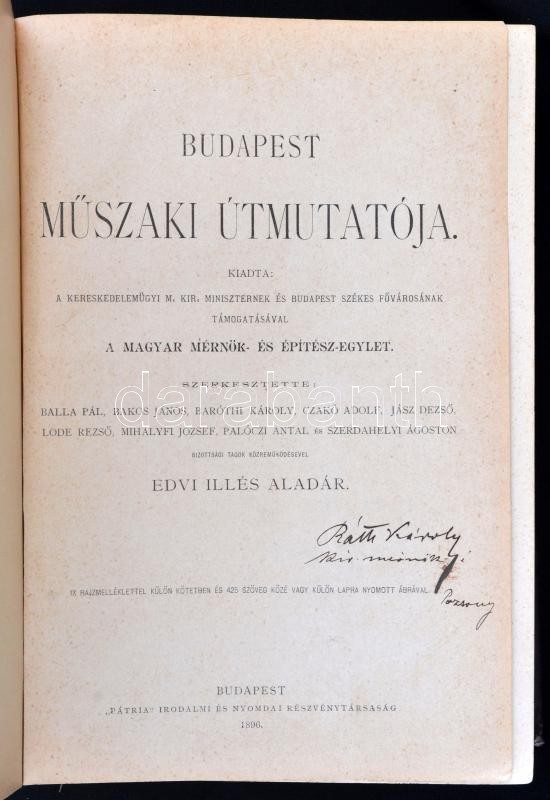 BUDAPEST
MŰSZAKI ÚTMUTATÓJA.
KIADTA:
A KERESKEDELEMÜGYI M. KIR. MINISZTERNEK ÉS BUDAPEST SZÉKES FŐVÁROSÁNAK
TÁMOGATÁSÁVAL
A MAGYAR MÉRNÖK- ÉS ÉPÍTÉSZ-EGYLET.
SZERKESZTETTE:
darabanth
BALLA PÁL, BAKOS JÁNOS, BARÓTHI KÁROLY, CZAKÓ ADOLF, JÁSZ DEZSŐ,
LODE REZSŐ, MIHÁLYFI JÓZSEF, PALÓCZI ANTAL és SZERDAHELYI ÁGOSTON
BIZOTTSÁGI TAGOK KÖZREMŰKÖDÉSÉVEL
EDVI ILLÉS ALADÁR.
Ráth Károly
kir. mérnök
Pozsony
IX RAJZMELLÉKLETTEL KÜLÖN KÖTETBEN ÉS 425 SZÖVEG KÖZÉ VAGY KÜLÖN LAPRA NYOMOTT ÁBRÁVAL.
BUDAPEST
„PÁTRIA“ IRODALMI ÉS NYOMDAI RÉSZVÉNYTÁRSASÁG
1896.